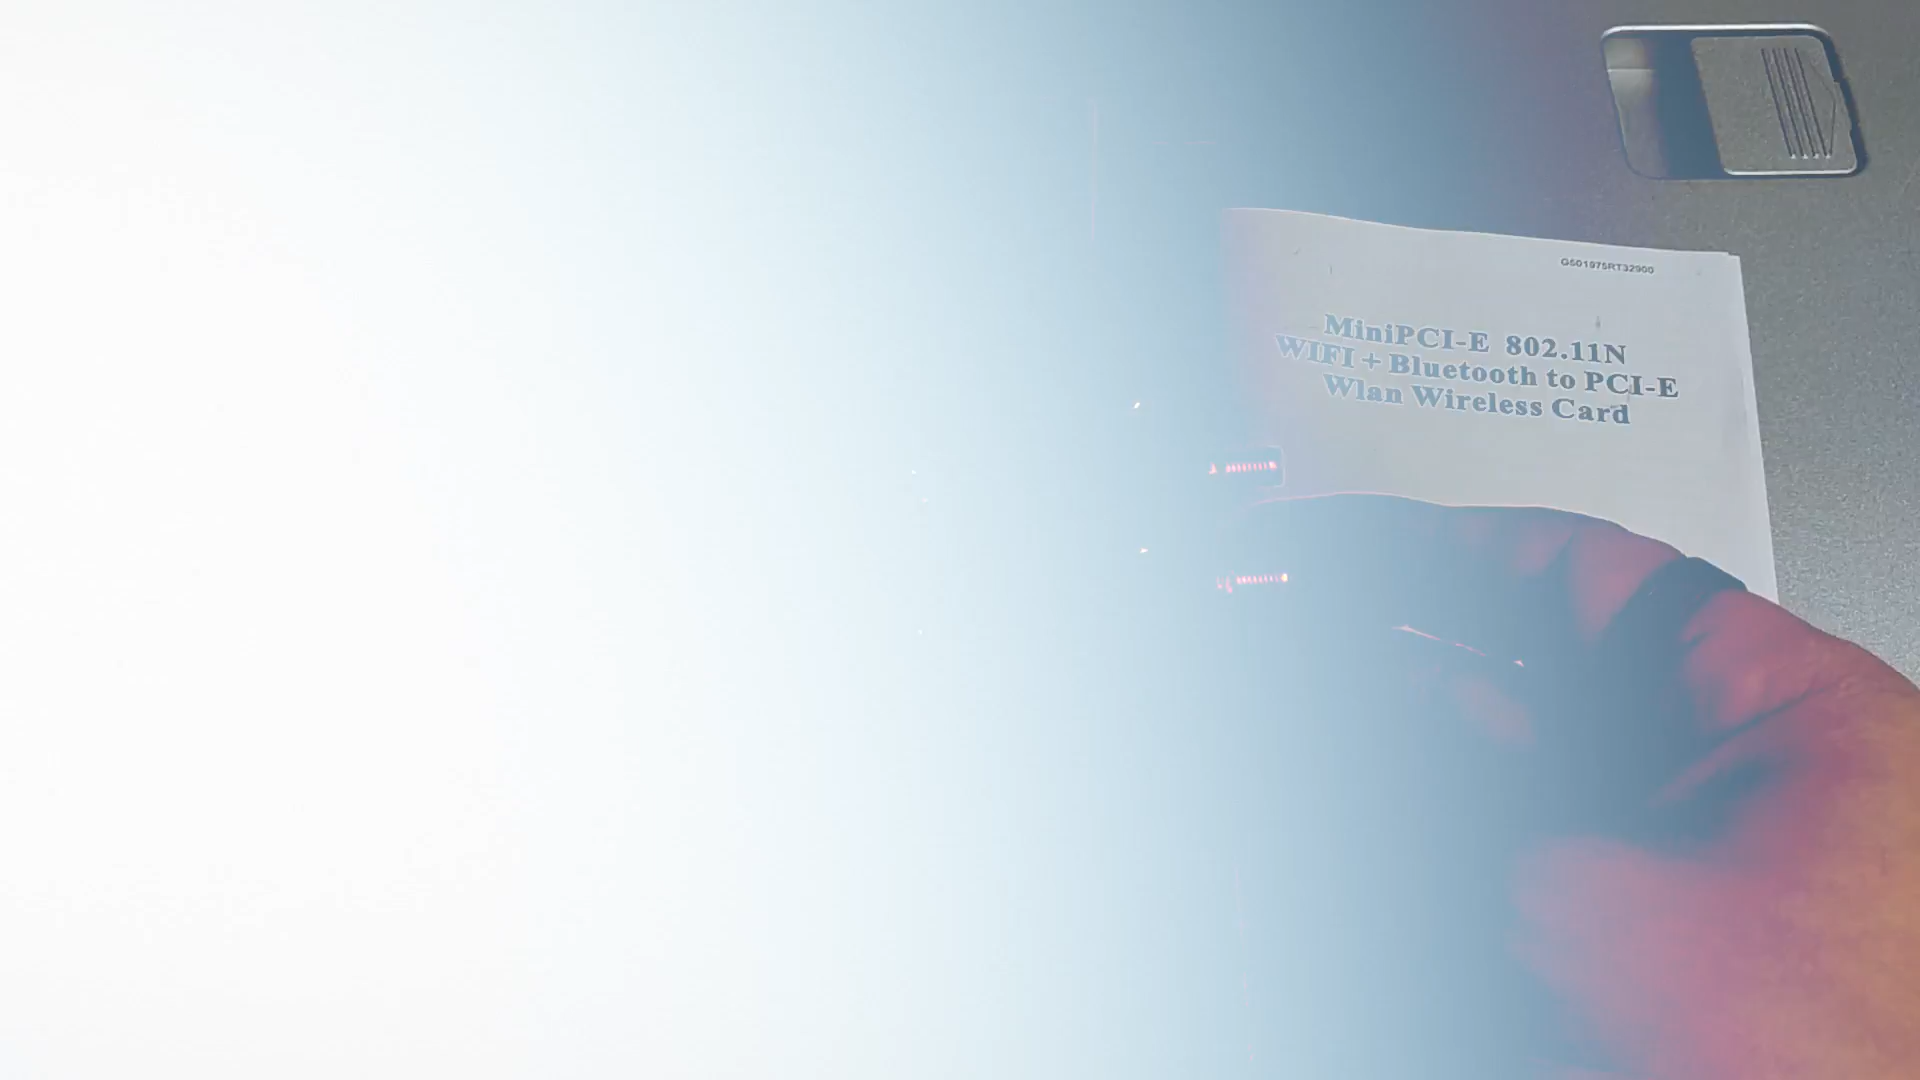 G501975RT32900
MiniPCI-E 802.11N
WIFI + Bluetooth to PCI-E
Wlan Wireless Card